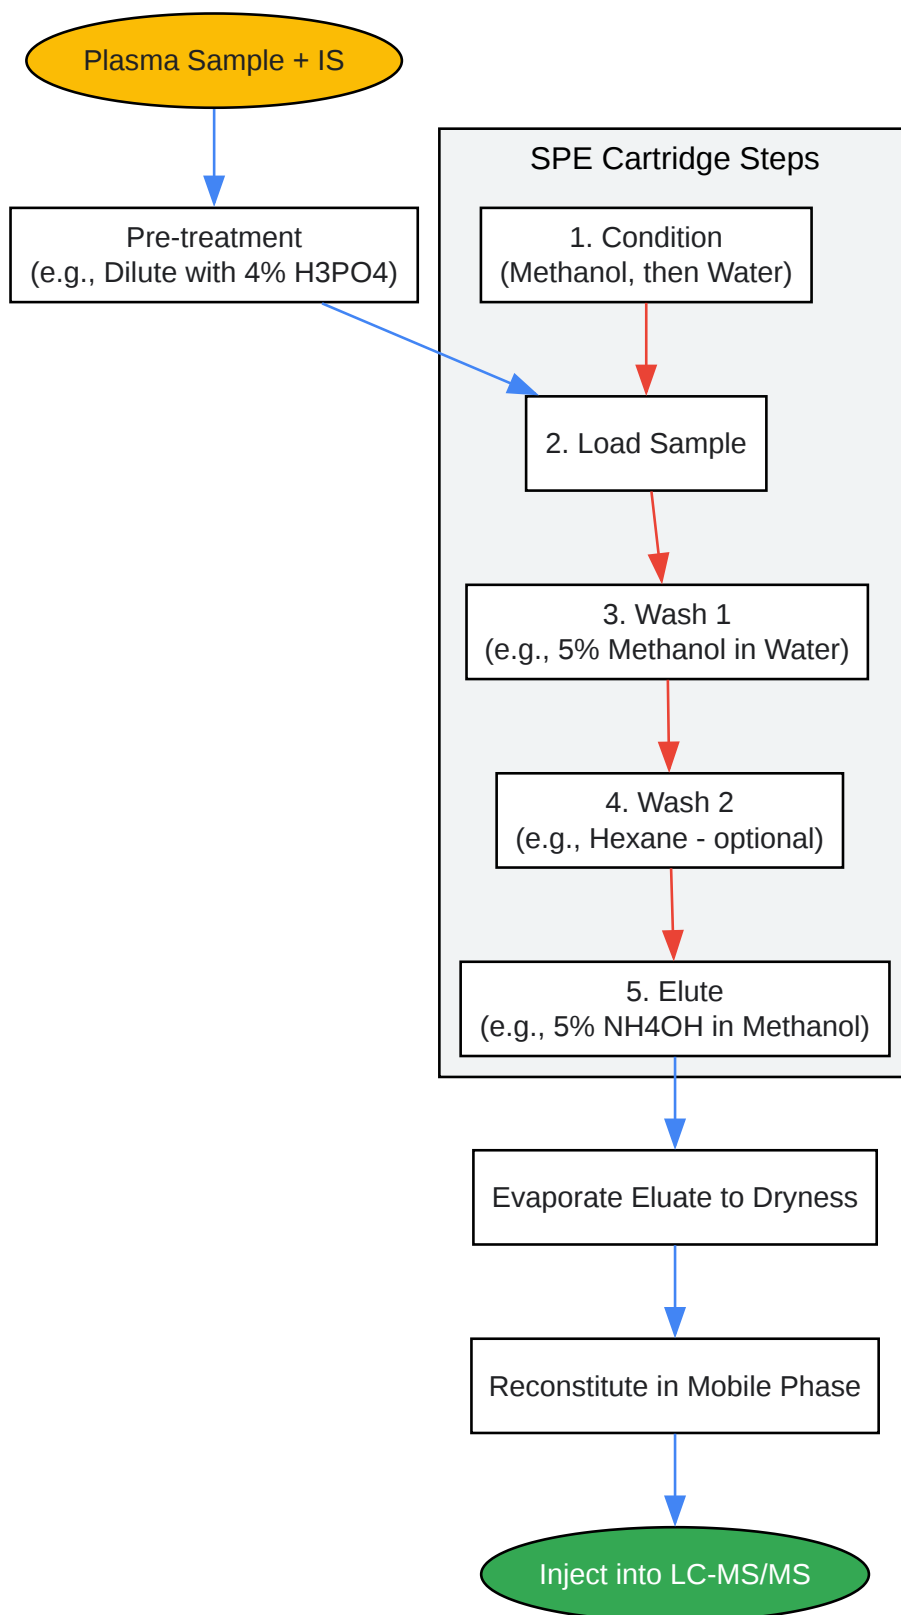 Plasma Sample + IS
Pre-treatment
(e.g., Dilute with 4% H3PO4)
SPE Cartridge Steps
1. Condition
(Methanol, then Water)
2. Load Sample
3. Wash 1
(e.g., 5% Methanol in Water)
4. Wash 2
(e.g., Hexane - optional)
5. Elute
(e.g., 5% NH4OH in Methanol)
Evaporate Eluate to Dryness
Reconstitute in Mobile Phase
Inject into LC-MS/MS